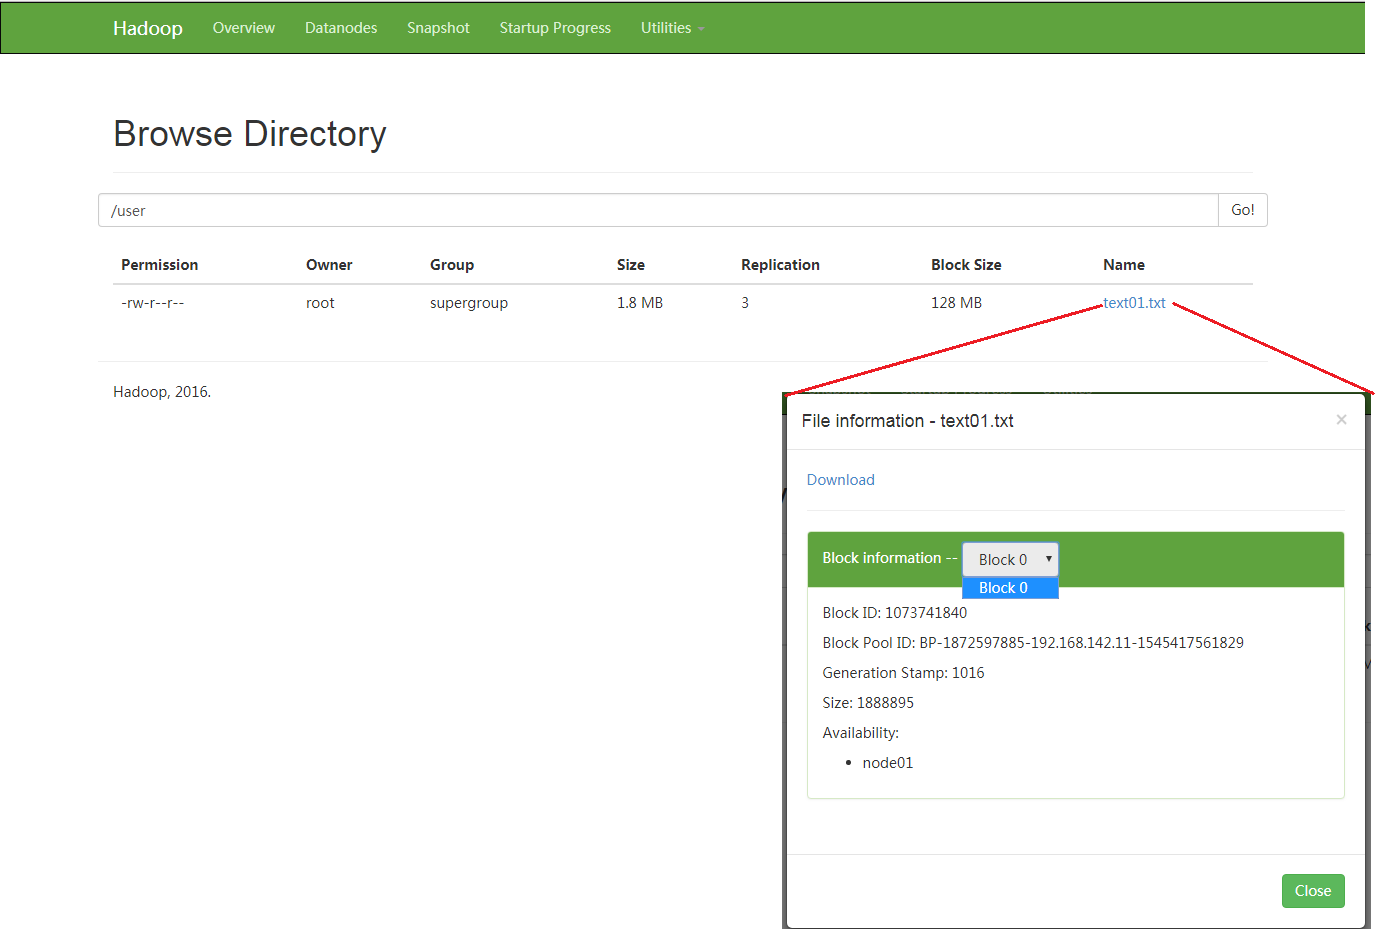 Hadoop Overview Datanodes Snapshot Startup Progress Utilities
Browse Directory
/user Go!
Permission Owner Group Size Replication Block Size Name
-rw-r--r-- root supergroup 1.8 MB 3 128 MB text01.txt
Hadoop, 2016.
File information - text01.txt ×
Download
Block information -- Block 0
Block 0
Block ID: 1073741840
Block Pool ID: BP-1872597885-192.168.142.11-1545417561829
Generation Stamp: 1016
Size: 1888895
Availability:
• node01
Close